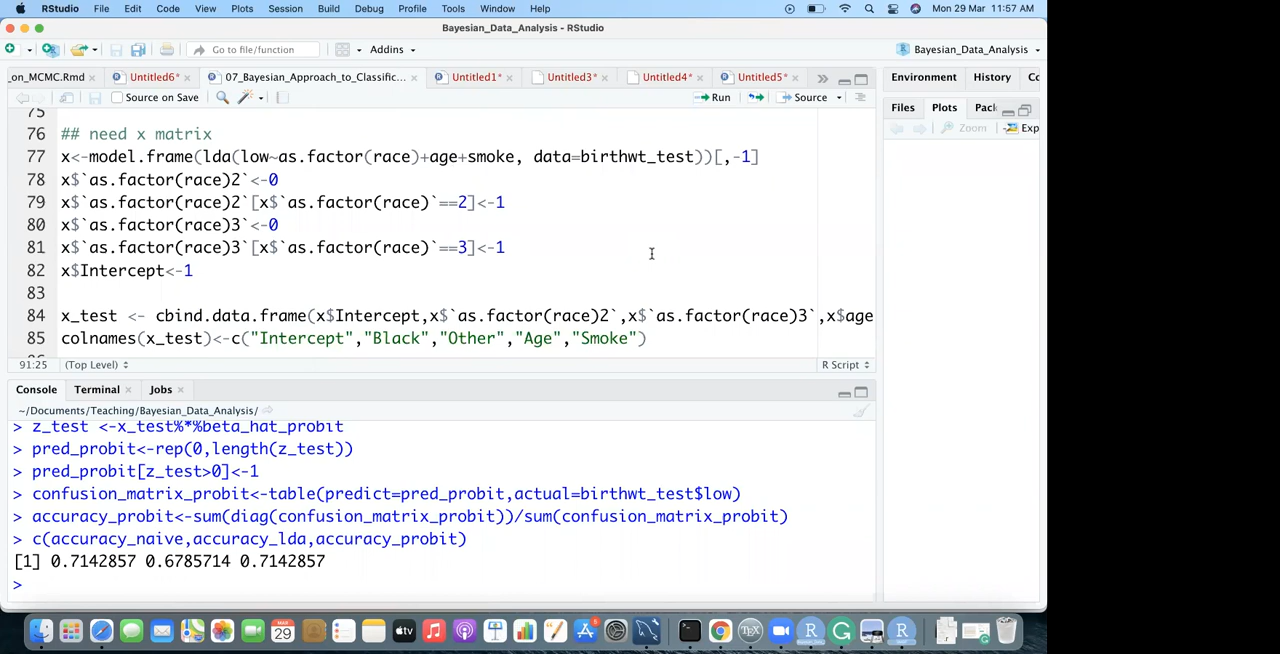 RStudio File Edit Code View Plots Session Build Debug Profile Tools Window Help Mon 29 Mar 11:57 AM
Bayesian_Data_Analysis - RStudio
Go to file/function Addins Bayesian_Data_Analysis
on_MCMC.Rmd Untitled6* 07_Bayesian_Approach_to_Classific... Untitled1* Untitled3* Untitled4* Untitled5* Environment History Co
Source on Save Run Source
Files Plots Pack
Zoom Exp
75
76 ## need x matrix
77 x<-model.frame(lda(low~as.factor(race)+age+smoke, data=birthwt_test))[,-1]
78 x$`as.factor(race)2`<-0
79 x$`as.factor(race)2`[x$`as.factor(race)`==2]<-1
80 x$`as.factor(race)3`<-0
81 x$`as.factor(race)3`[x$`as.factor(race)`==3]<-1
82 x$Intercept<-1
83
84 x_test <- cbind.data.frame(x$Intercept,x$`as.factor(race)2`,x$`as.factor(race)3`,x$age
85 colnames(x_test)<-c("Intercept","Black","Other","Age","Smoke")
91:25 (Top Level) R Script
Console Terminal Jobs
~/Documents/Teaching/Bayesian_Data_Analysis/
> z_test <-x_test%*%beta_hat_probit
> pred_probit<-rep(0,length(z_test))
> pred_probit[z_test>0]<-1
> confusion_matrix_probit<-table(predict=pred_probit,actual=birthwt_test$low)
> accuracy_probit<-sum(diag(confusion_matrix_probit))/sum(confusion_matrix_probit)
> c(accuracy_naive,accuracy_lda,accuracy_probit)
[1] 0.7142857 0.6785714 0.7142857
>